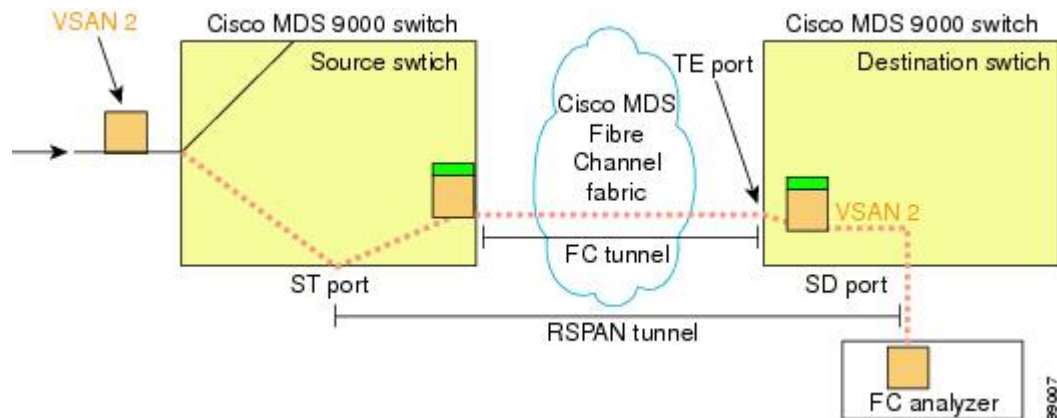 VSAN 2
Cisco MDS 9000 switch
Cisco MDS 9000 switch
Source swtich
TE port
Destination swtich
Cisco MDS
Fibre
Channel
fabric
VSAN 2
FC tunnel
ST port
SD port
RSPAN tunnel
FC analyzer